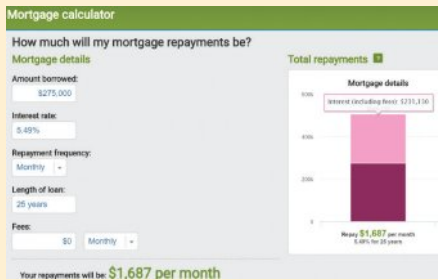 Mortgage calculator
How much will my mortgage repayments be?
Mortgage details
Amount borrowed:
$275,000
Interest rate:
5.49%
Repayment frequency:
Monthly
Length of loan:
25 years
Fees:
$0 Monthly
Your repayments will be: $1,687 per month
Total repayments ?
Mortgage details
Interest (including fees): $231,130
400k
200k
0
Repay $1,687 per month
5.49% for 25 years